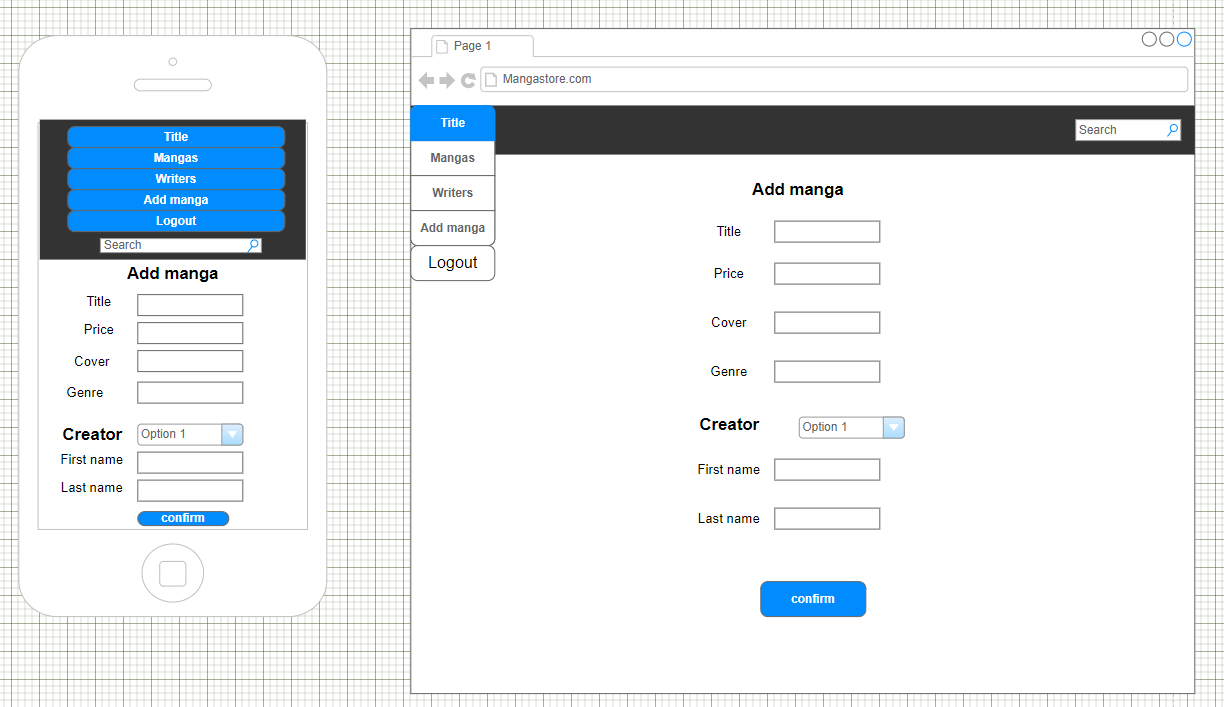 Title
Mangas
Writers
Add manga
Logout
Search
Add manga
Title
Price
Cover
Genre
Creator Option 1
First name
Last name
confirm
Page 1
Mangastore.com
Title
Mangas
Writers
Add manga
Logout
Search
Add manga
Title
Price
Cover
Genre
Creator Option 1
First name
Last name
confirm